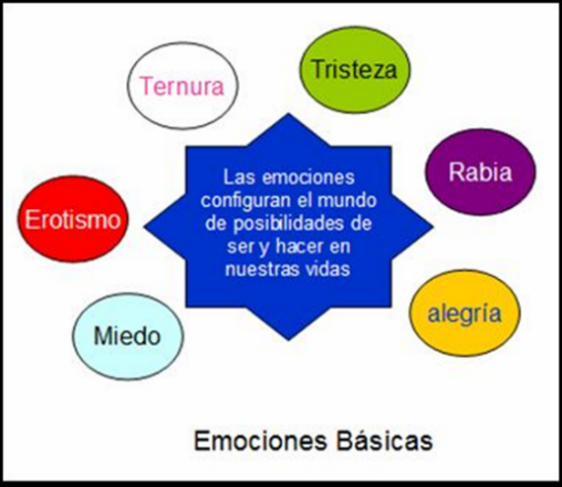 Ternura
Tristeza
Rabia
Erotismo
Las emociones
configuran el mundo
de posibilidades de
ser y hacer en
nuestras vidas
alegría
Miedo
Emociones Básicas